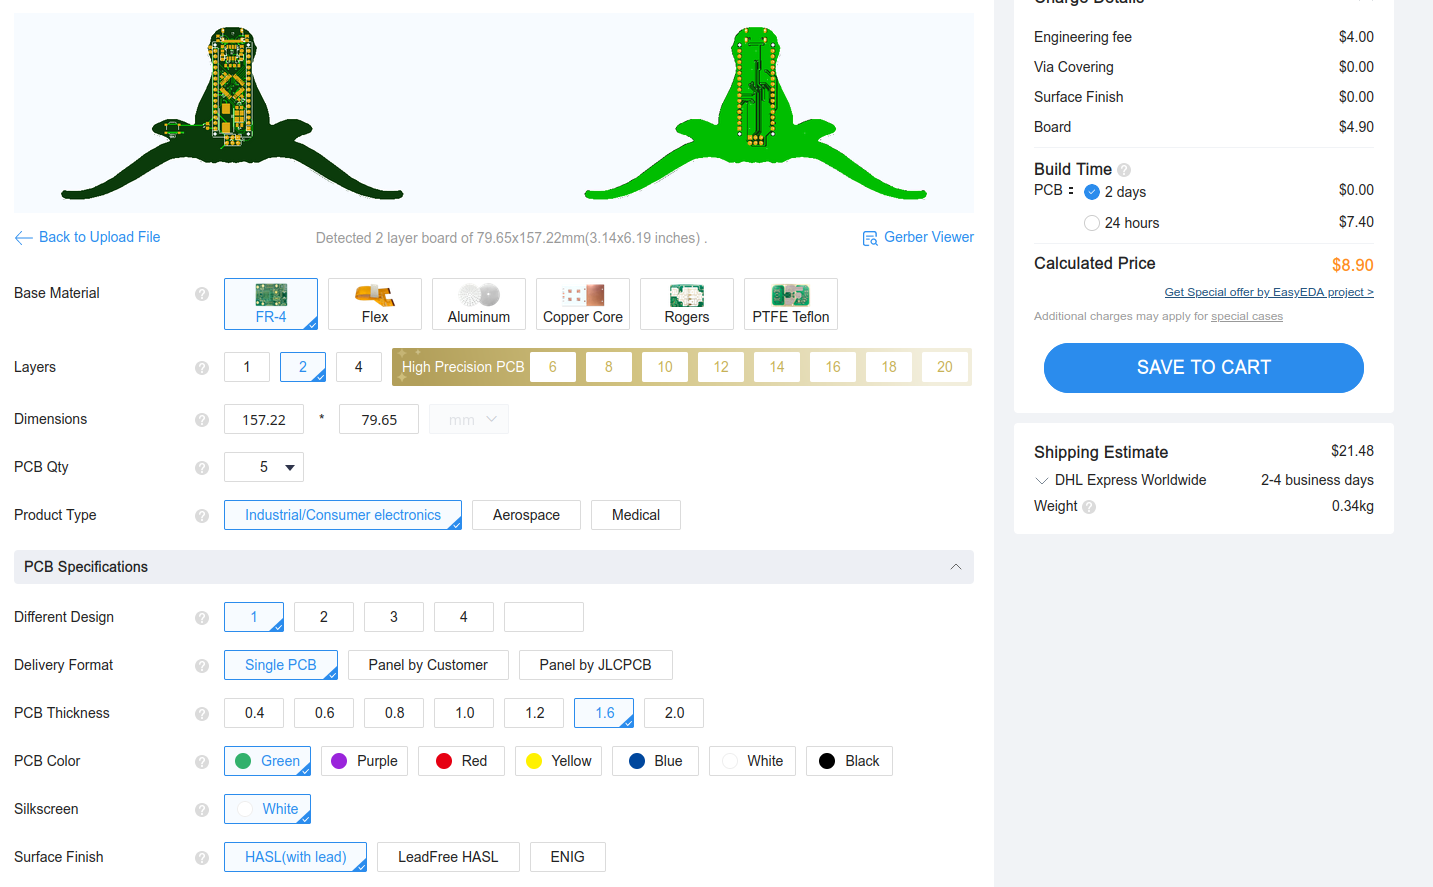 Charge Details
Engineering fee $4.00
Via Covering $0.00
Surface Finish $0.00
Board $4.90
Build Time ?
PCB : 2 days $0.00
24 hours $7.40
Calculated Price $8.90
Get Special offer by EasyEDA project >
Additional charges may apply for special cases
SAVE TO CART
Shipping Estimate $21.48
DHL Express Worldwide 2-4 business days
Weight ? 0.34kg
Back to Upload File Detected 2 layer board of 79.65x157.22mm(3.14x6.19 inches) . Gerber Viewer
Base Material ? FR-4 Flex Aluminum Copper Core Rogers PTFE Teflon
Layers ? 1 2 4 High Precision PCB 6 8 10 12 14 16 18 20
Dimensions ? 157.22 * 79.65 mm
PCB Qty ? 5
Product Type ? Industrial/Consumer electronics Aerospace Medical
PCB Specifications
Different Design ? 1 2 3 4
Delivery Format ? Single PCB Panel by Customer Panel by JLCPCB
PCB Thickness ? 0.4 0.6 0.8 1.0 1.2 1.6 2.0
PCB Color ? Green Purple Red Yellow Blue White Black
Silkscreen ? White
Surface Finish ? HASL(with lead) LeadFree HASL ENIG